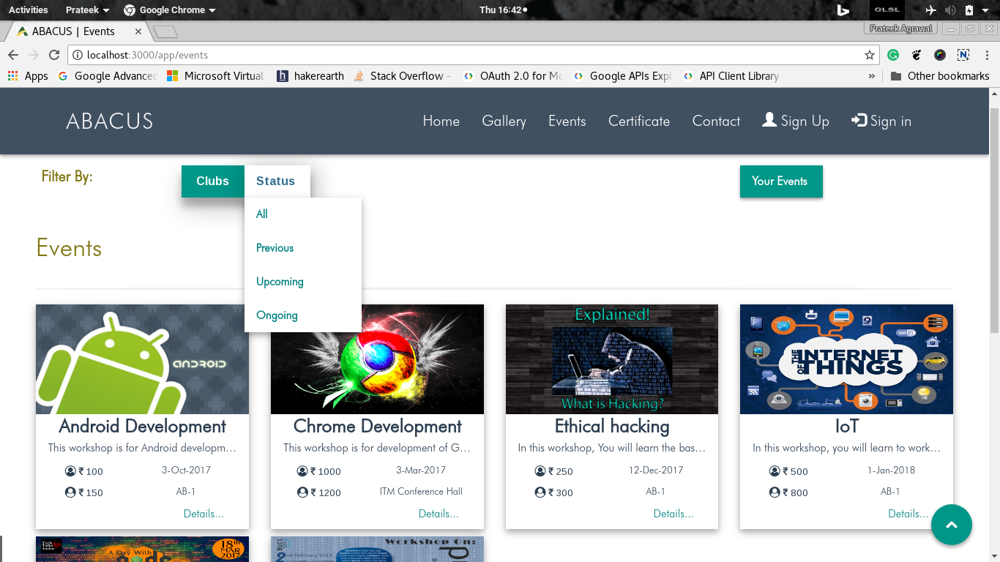 Activities Prateek Google Chrome Thu 16:42 GLSL
ABACUS | Events Prateek Agrawal
localhost:3000/app/events
Apps Google Advanced Microsoft Virtual hakerearth Stack Overflow - OAuth 2.0 for Mo Google APIs Expl API Client Library » Other bookmarks
ABACUS Home Gallery Events Certificate Contact Sign Up Sign in
Filter By: Clubs Status Your Events
All
Previous
Upcoming
Ongoing
Events
ANDROID
Explained!
What is Hacking?
THE INTERNET OF THINGS
WiFi
Android Development
This workshop is for Android developm...
₹ 100 3-Oct-2017
₹ 150 AB-1
Details...
Chrome Development
This workshop is for development of G...
₹ 1000 3-Mar-2017
₹ 1200 ITM Conference Hall
Details...
Ethical hacking
In this workshop, You will learn the bas...
₹ 250 12-Dec-2017
₹ 300 AB-1
Details...
IoT
In this workshop, you will learn to work...
₹ 500 1-Jan-2018
₹ 800 AB-1
Details...
Tech
Talks
India
A Day With
18TH
MAR
2017
Workshop On: